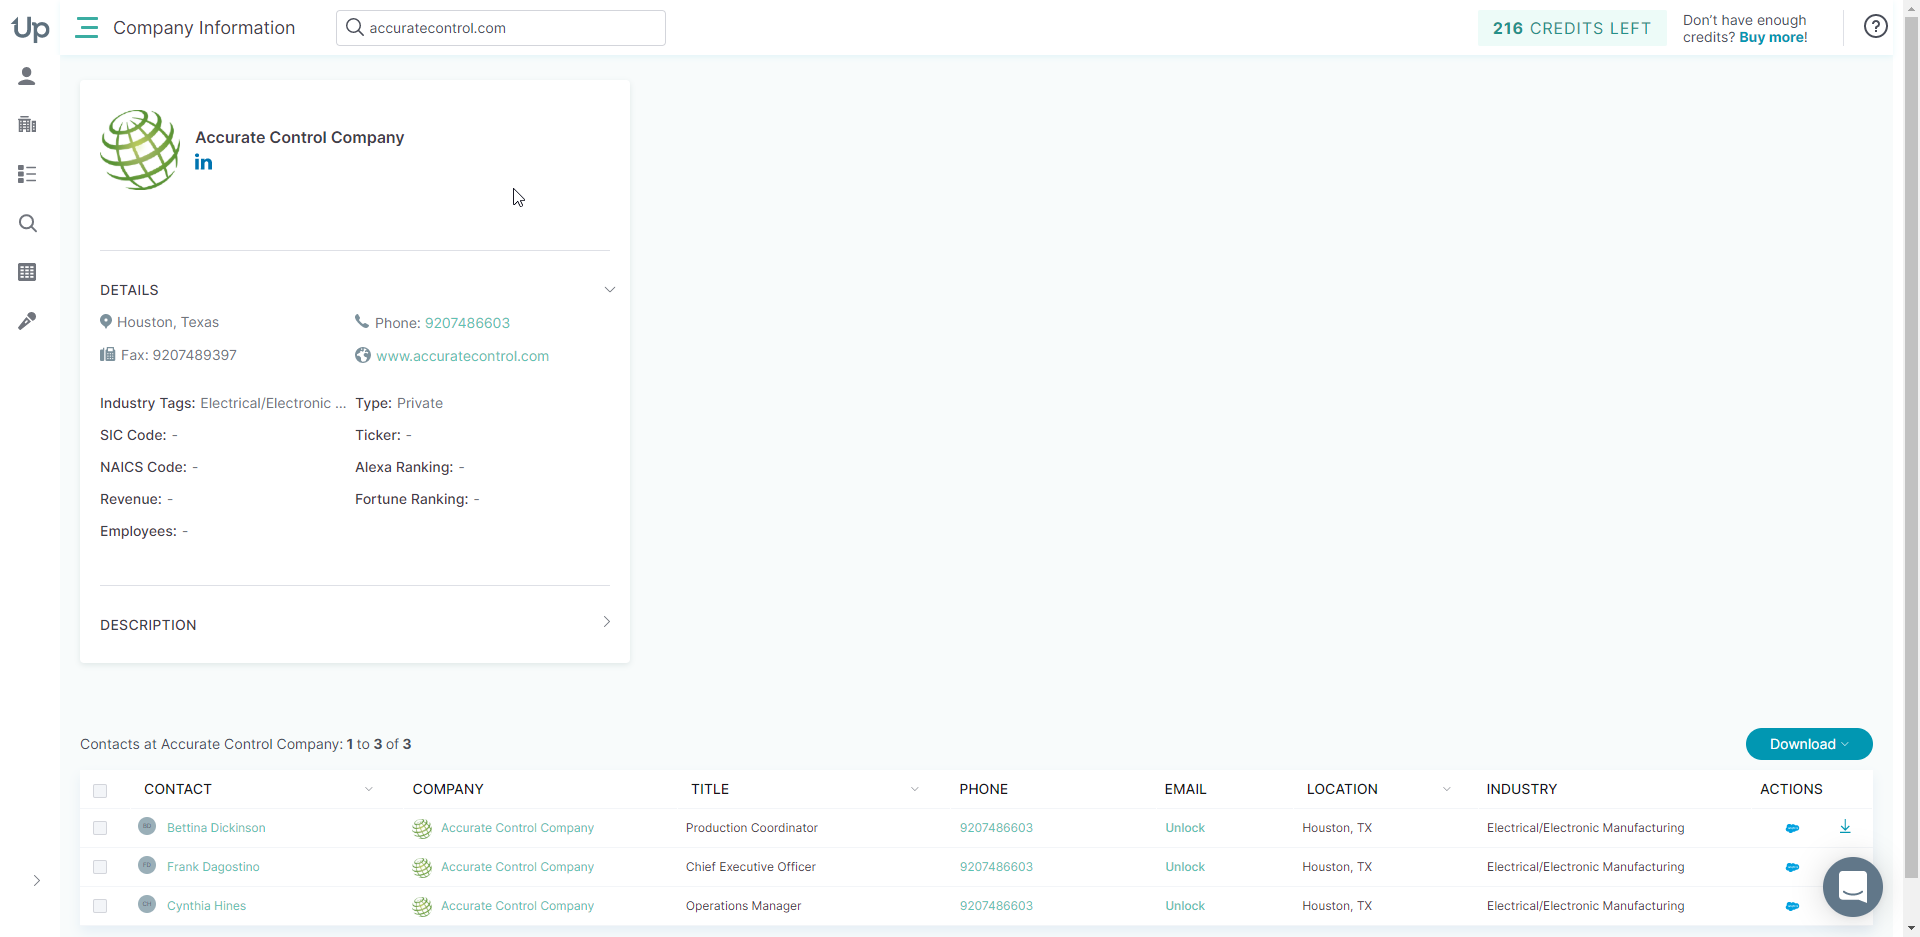 Up
Company Information
accuratecontrol.com
216 CREDITS LEFT
Don't have enough
credits? Buy more!
Accurate Control Company
in
DETAILS
Houston, Texas
Phone: 9207486603
Fax: 9207489397
www.accuratecontrol.com
Industry Tags: Electrical/Electronic ...
Type: Private
SIC Code: -
Ticker: -
NAICS Code: -
Alexa Ranking: -
Revenue: -
Fortune Ranking: -
Employees: -
DESCRIPTION
Contacts at Accurate Control Company: 1 to 3 of 3
Download
CONTACT COMPANY TITLE PHONE EMAIL LOCATION INDUSTRY ACTIONS
BD Bettina Dickinson Accurate Control Company Production Coordinator 9207486603 Unlock Houston, TX Electrical/Electronic Manufacturing
FD Frank Dagostino Accurate Control Company Chief Executive Officer 9207486603 Unlock Houston, TX Electrical/Electronic Manufacturing
CH Cynthia Hines Accurate Control Company Operations Manager 9207486603 Unlock Houston, TX Electrical/Electronic Manufacturing